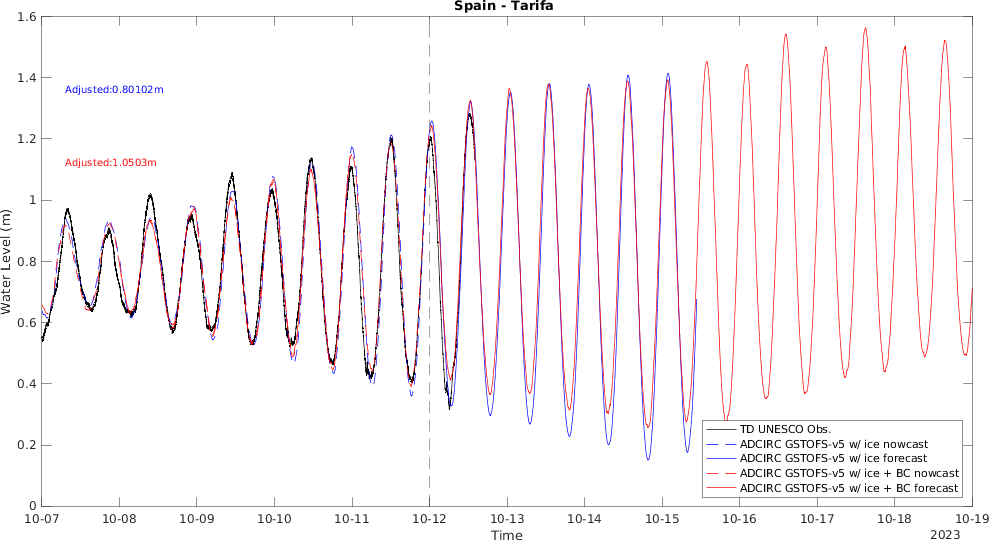 Spain - Tarifa
1.6
1.4
1.2
1
0.8
0.6
0.4
0.2
0
Water Level (m)
Adjusted:0.80102m
Adjusted:1.0503m
TD UNESCO Obs.
ADCIRC GSTOFS-v5 w/ ice nowcast
ADCIRC GSTOFS-v5 w/ ice forecast
ADCIRC GSTOFS-v5 w/ ice + BC nowcast
ADCIRC GSTOFS-v5 w/ ice + BC forecast
10-07 10-08 10-09 10-10 10-11 10-12 10-13 10-14 10-15 10-16 10-17 10-18 10-19
Time
2023